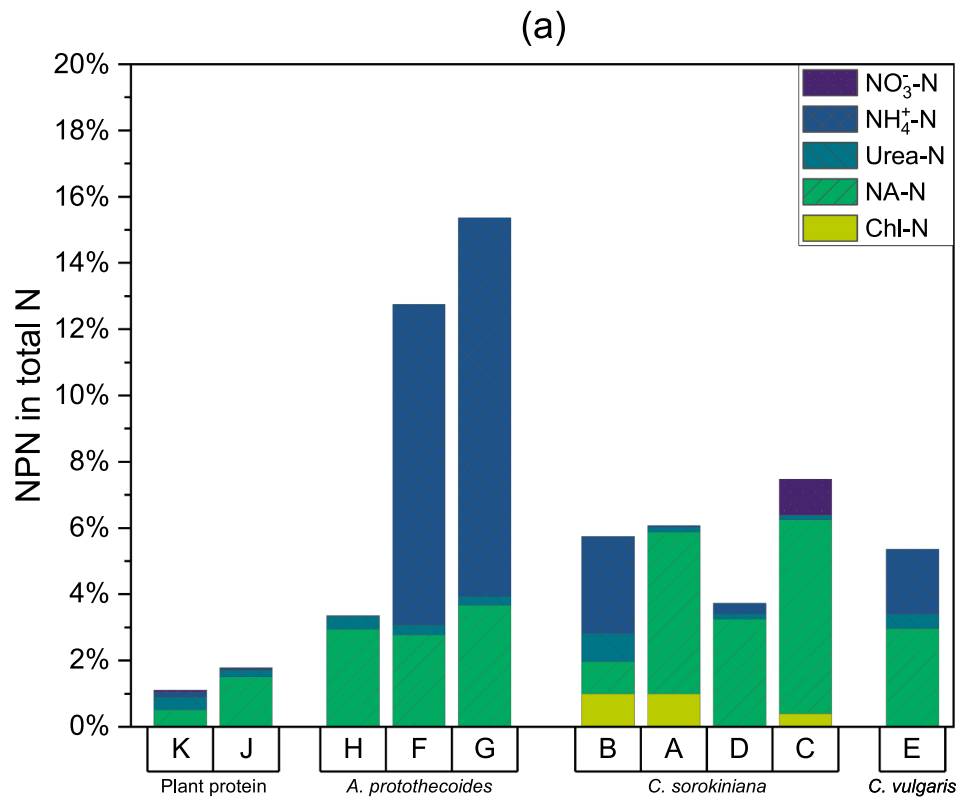 (a)
NPN in total N
20%
18%
16%
14%
12%
10%
8%
6%
4%
2%
0%
NO₃⁻-N
NH₄⁺-N
Urea-N
NA-N
Chl-N
K J H F G B A D C E
Plant protein A. protothecoides C. sorokiniana C. vulgaris